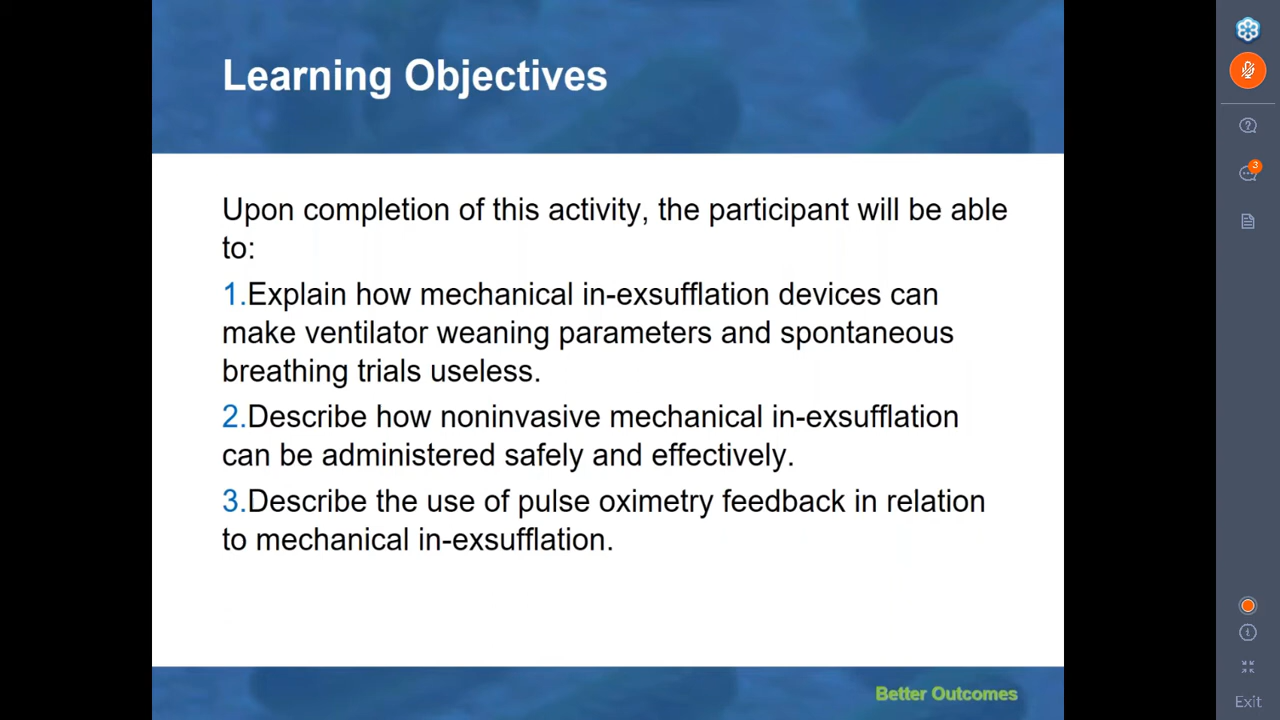 Learning Objectives
Upon completion of this activity, the participant will be able
to:
1.Explain how mechanical in-exsufflation devices can
make ventilator weaning parameters and spontaneous
breathing trials useless.
2.Describe how noninvasive mechanical in-exsufflation
can be administered safely and effectively.
3.Describe the use of pulse oximetry feedback in relation
to mechanical in-exsufflation.
Better Outcomes
3
Exit